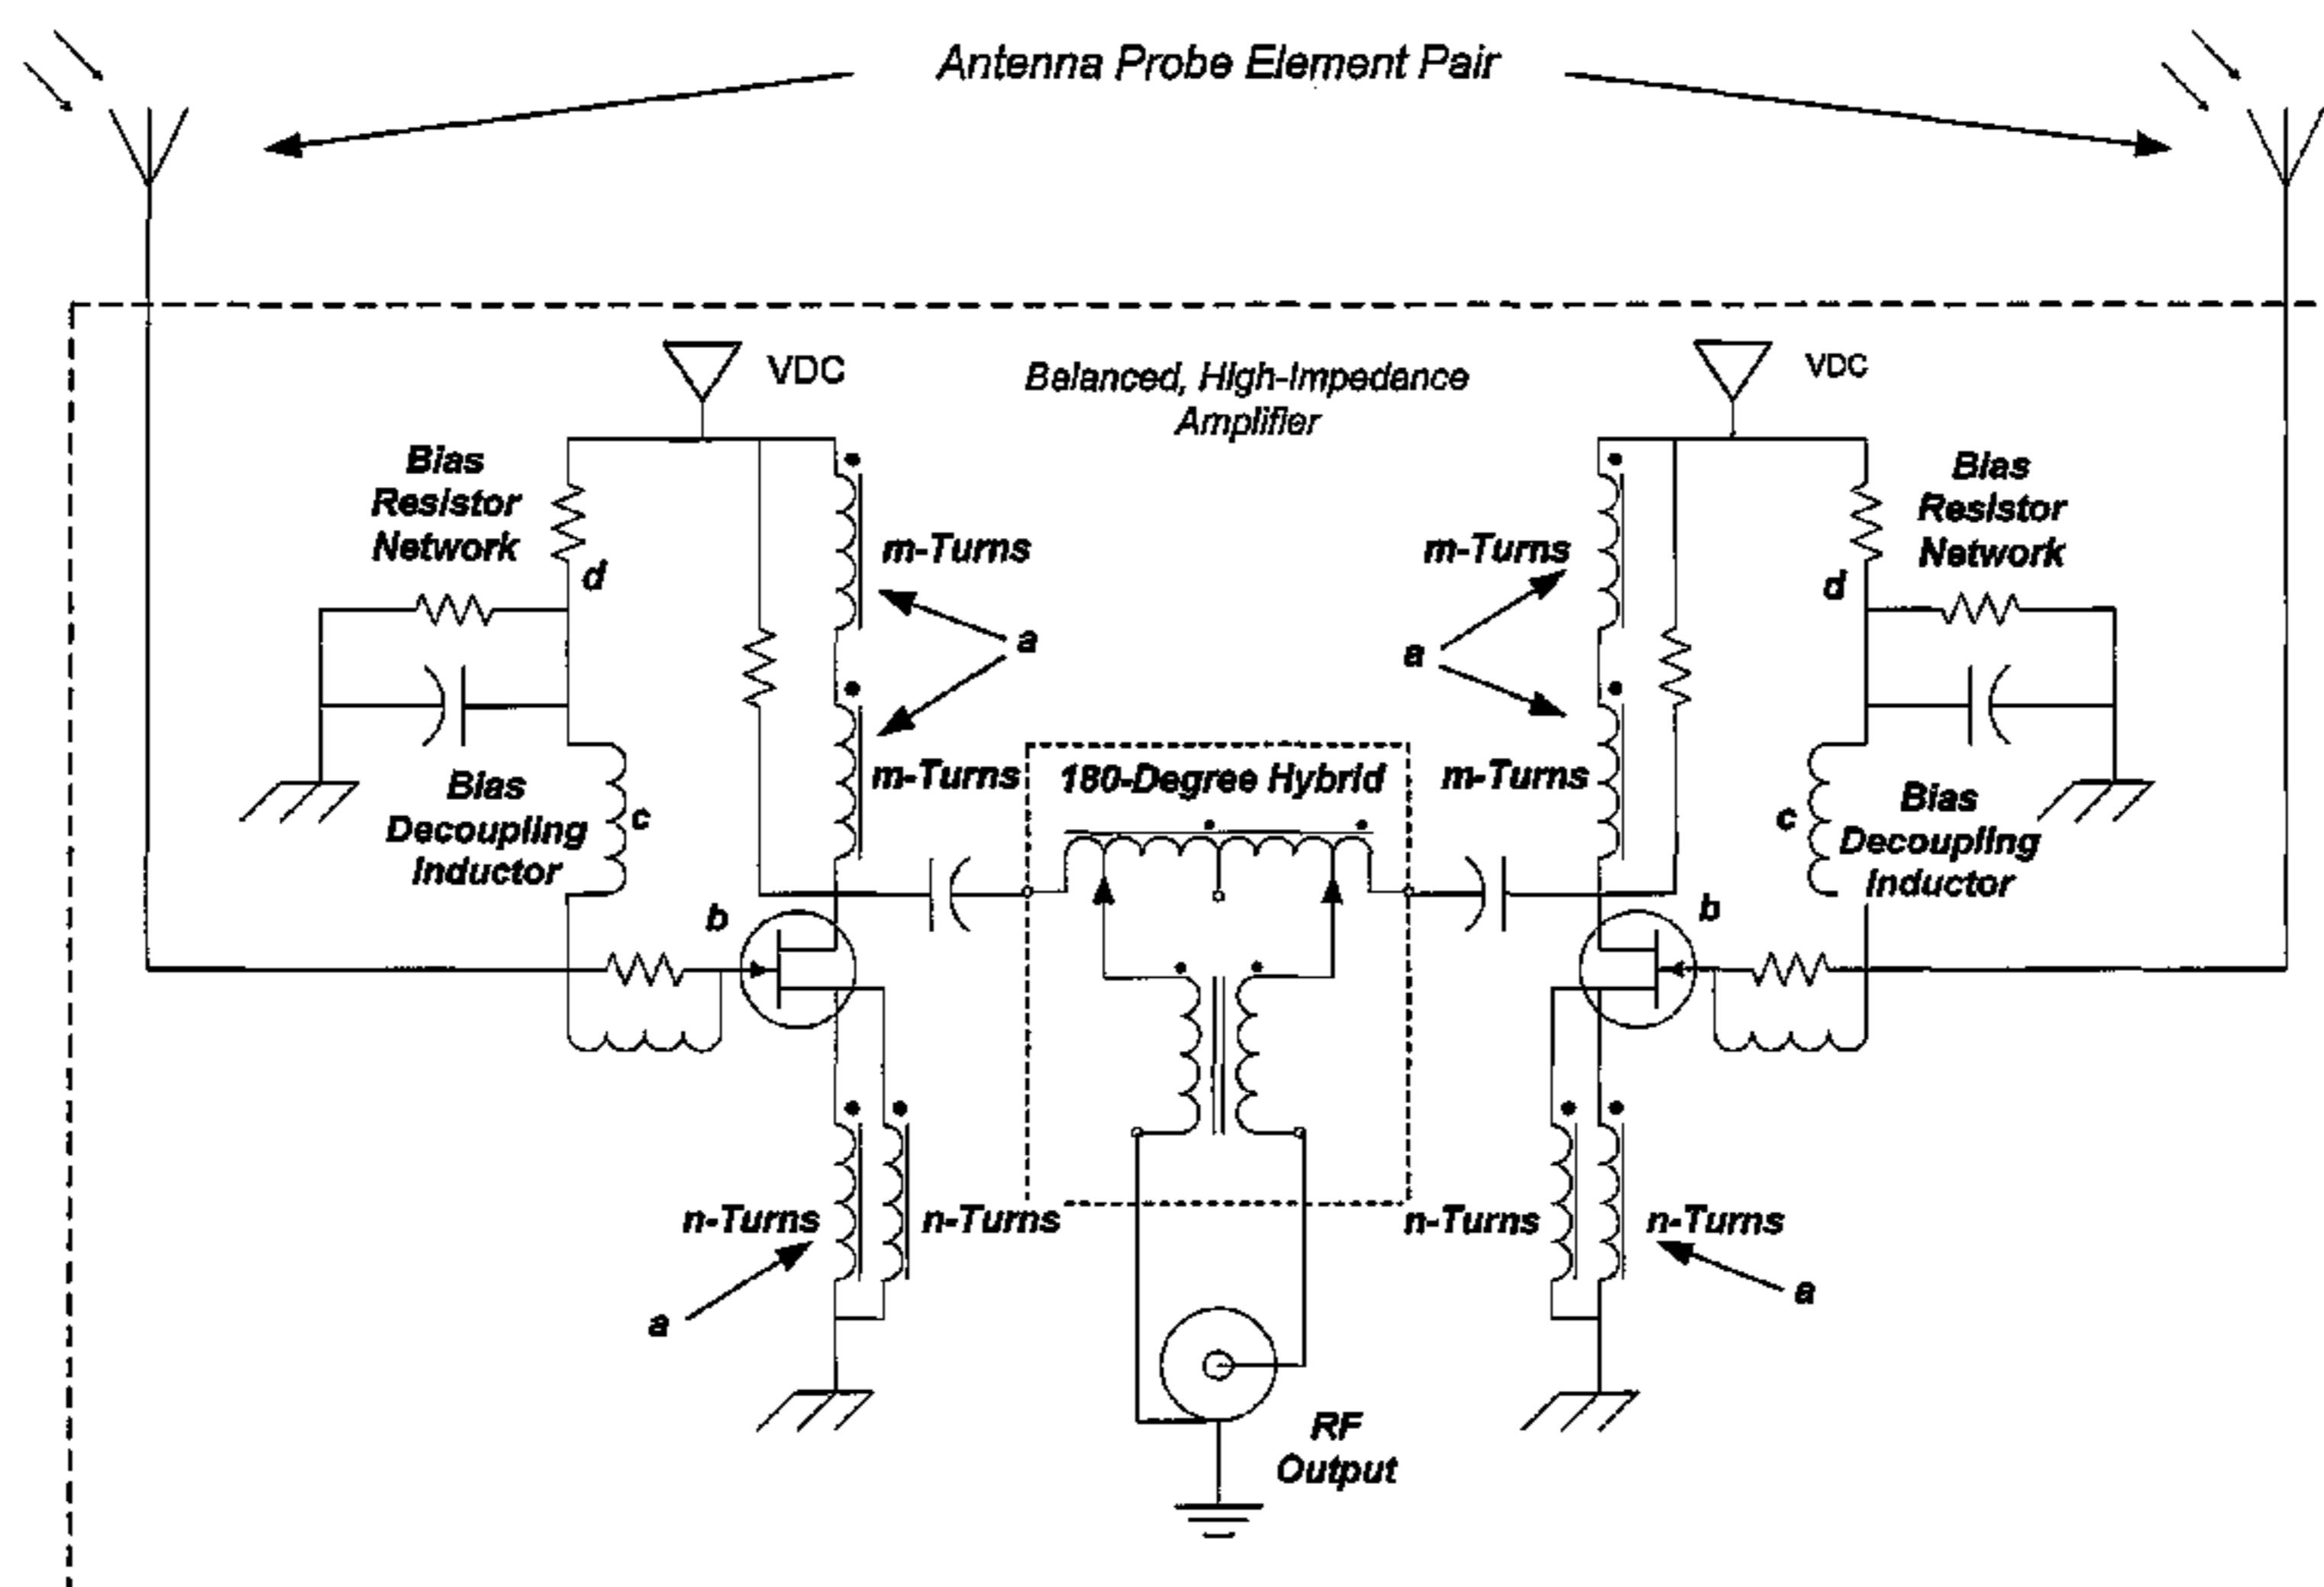 Antenna Probe Element Pair
VDC
Balanced, High-Impedance
Amplifier
VDC
Bias
Resistor
Network
d
m-Turns
a
m-Turns
Bias
Decoupling
Inductor
c
b
180-Degree Hybrid
m-Turns
a
m-Turns
Bias
Resistor
Network
d
Bias
Decoupling
Inductor
c
b
n-Turns
n-Turns
a
n-Turns
n-Turns
a
RF
Output